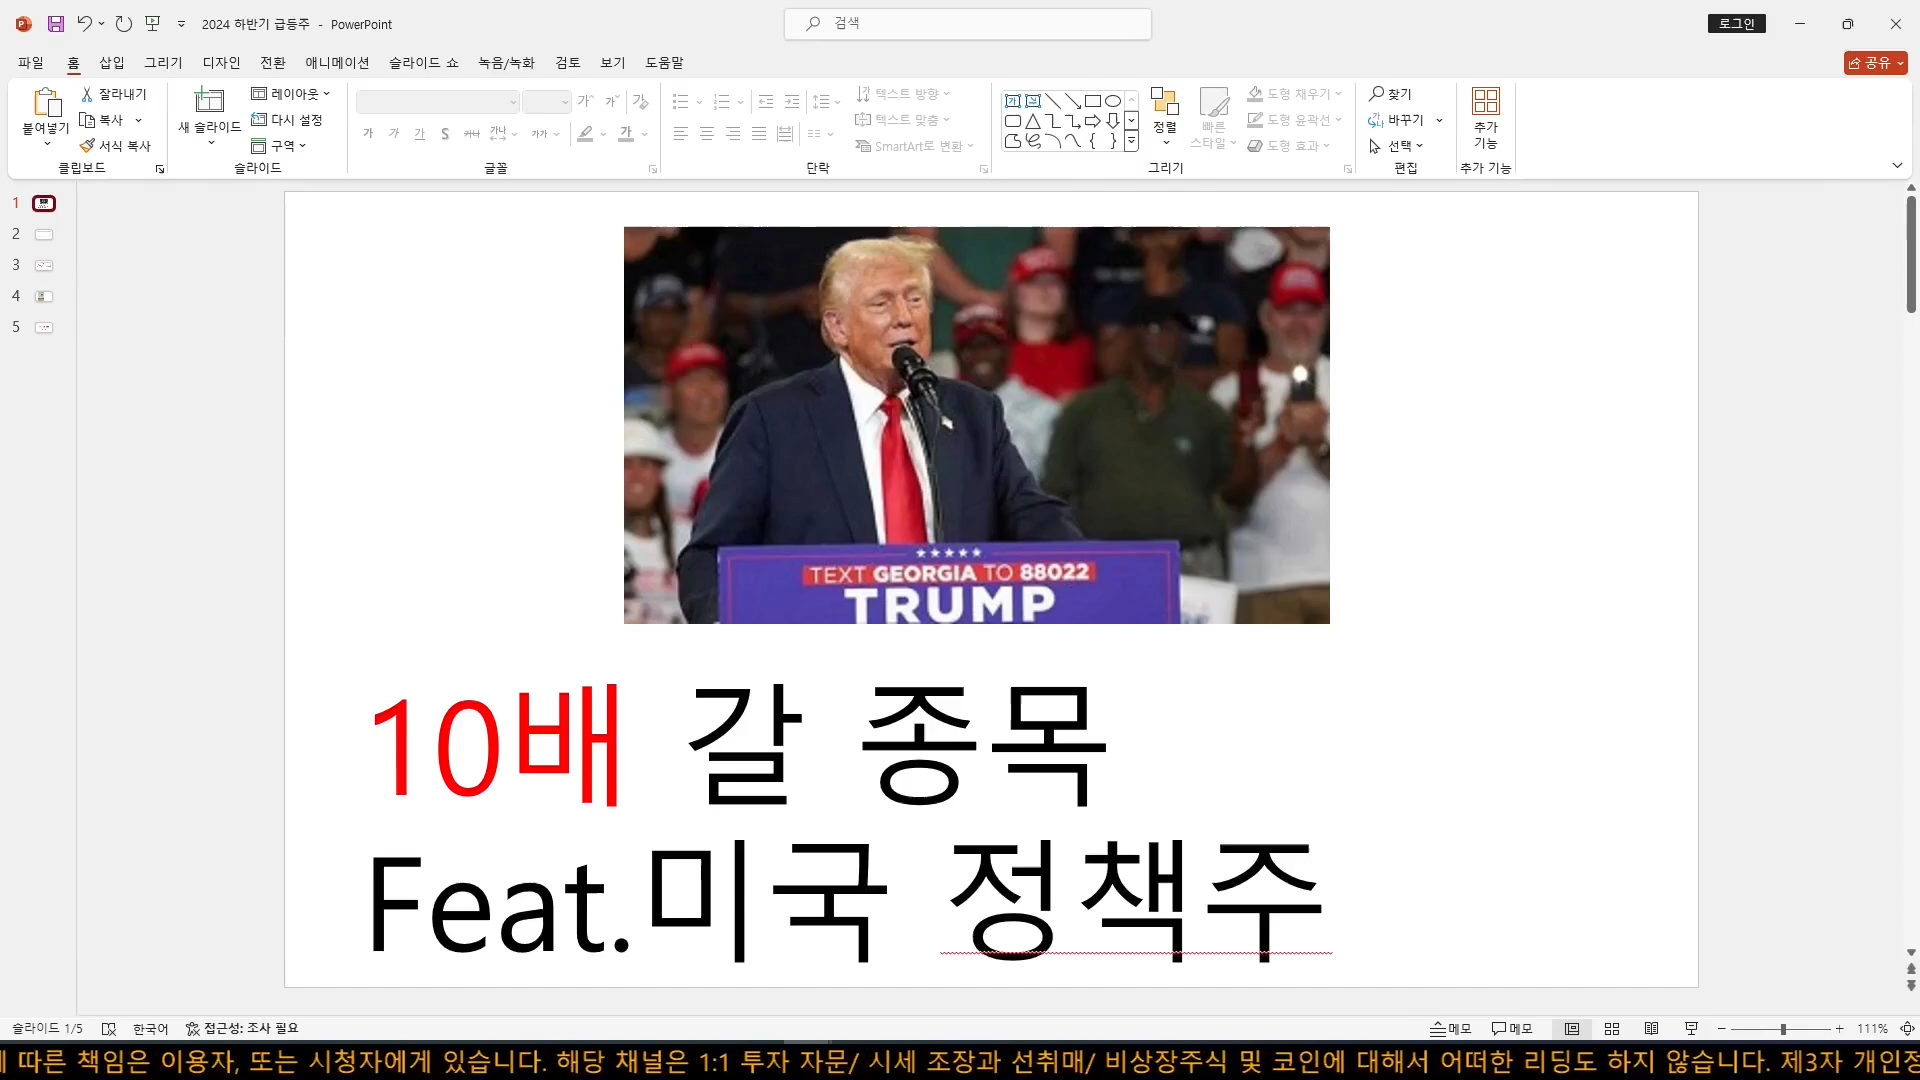 2024 하반기 급등주 - PowerPoint
검색
로그인
파일 홈 삽입 그리기 디자인 전환 애니메이션 슬라이드 쇼 녹음/녹화 검토 보기 도움말
공유
붙여넣기
잘라내기
복사
서식 복사
클립보드
새 슬라이드
레이아웃
다시 설정
구역
슬라이드
가 가 가 S 가나 가가 가
글꼴
단락
텍스트 방향
텍스트 맞춤
SmartArt로 변환
정렬
빠른
스타일
도형 채우기
도형 윤곽선
도형 효과
그리기
찾기
바꾸기
선택
편집
추가
기능
추가 기능
1
2
3
4
5
TEXT GEORGIA TO 88022
TRUMP
10배 갈 종목
Feat.미국 정책주
슬라이드 1/5 한국어 접근성: 조사 필요
메모 메모 111%
따른 책임은 이용자, 또는 시청자에게 있습니다. 해당 채널은 1:1 투자 자문/ 시세 조장과 선취매/ 비상장주식 및 코인에 대해서 어떠한 리딩도 하지 않습니다. 제3자 개인정